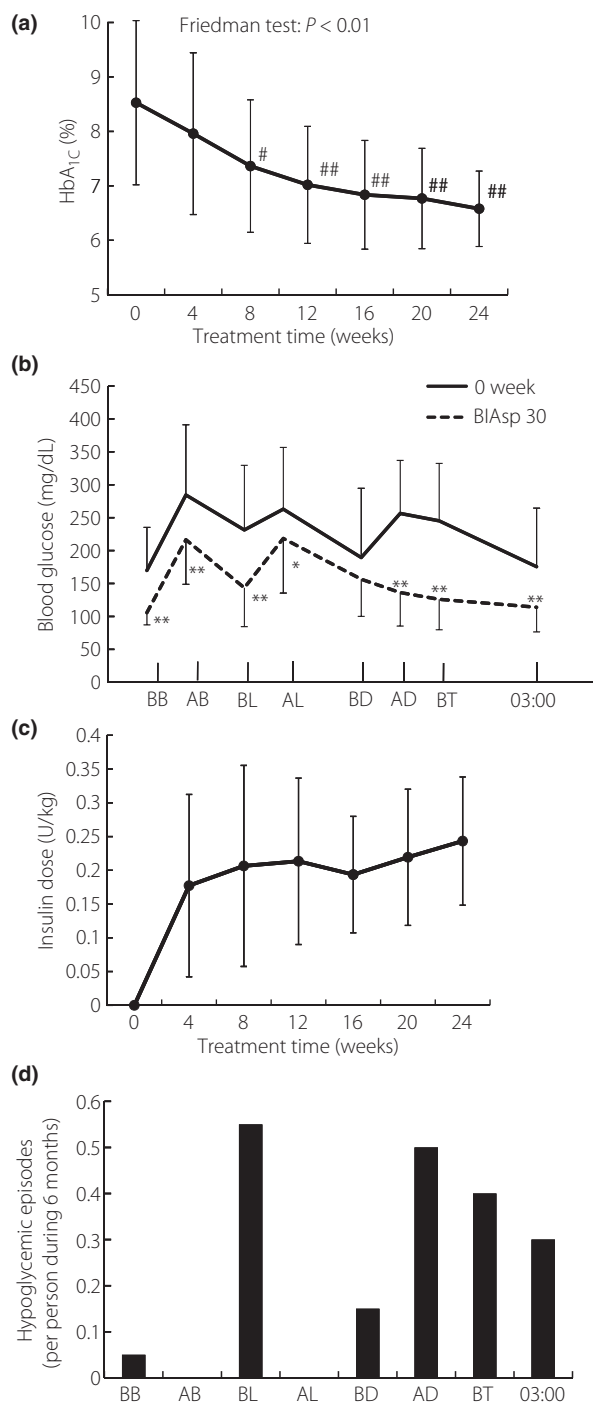 (a)
Friedman test: P < 0.01
HbA1C (%)
10
9
8
7
6
5
#
##
##
##
##
0 4 8 12 16 20 24
Treatment time (weeks)
(b)
Blood glucose (mg/dL)
450
400
350
300
250
200
150
100
50
0
0 week
BIAsp 30
**
**
**
*
**
**
**
BB AB BL AL BD AD BT 03:00
(c)
Insulin dose (U/kg)
0.4
0.35
0.3
0.25
0.2
0.15
0.1
0.05
0
0 4 8 12 16 20 24
Treatment time (weeks)
(d)
Hypoglycemic episodes
(per person during 6 months)
0.6
0.5
0.4
0.3
0.2
0.1
0
BB AB BL AL BD AD BT 03:00